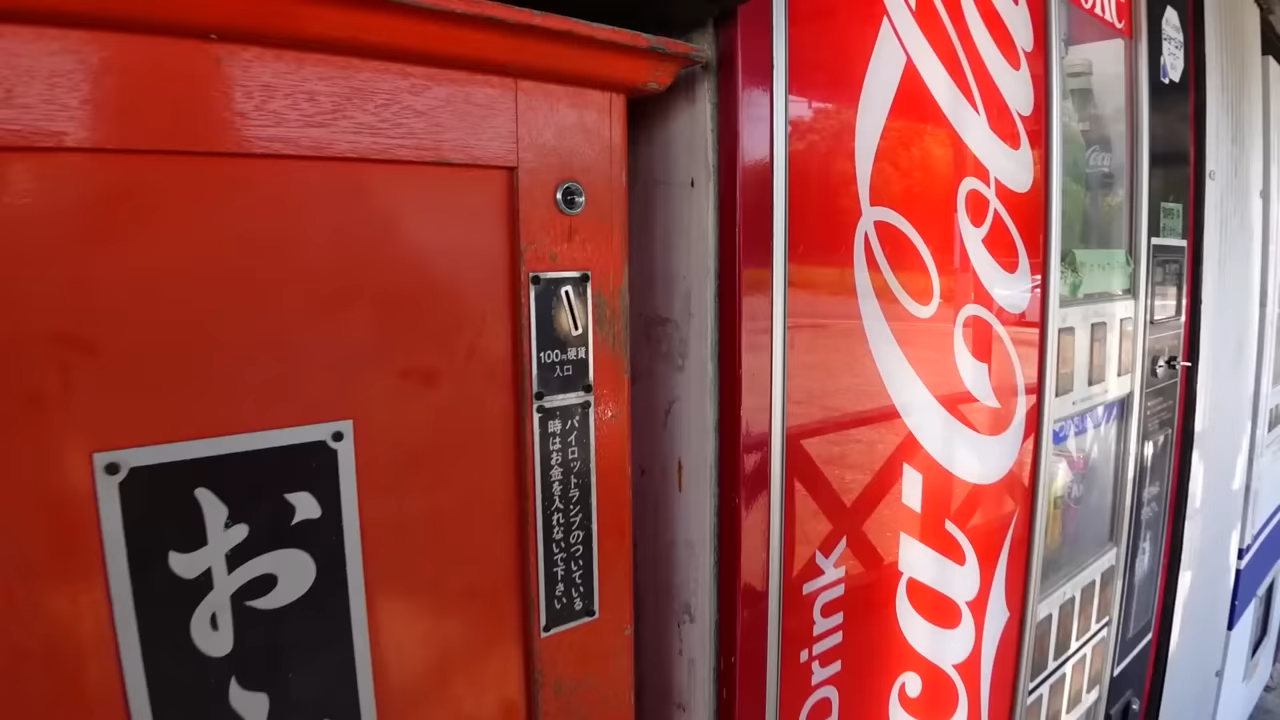 お
100円硬貨
入口
パイロットランプのついている
時はお金を入れないで下さい
Drink
Coca-Cola
Coca